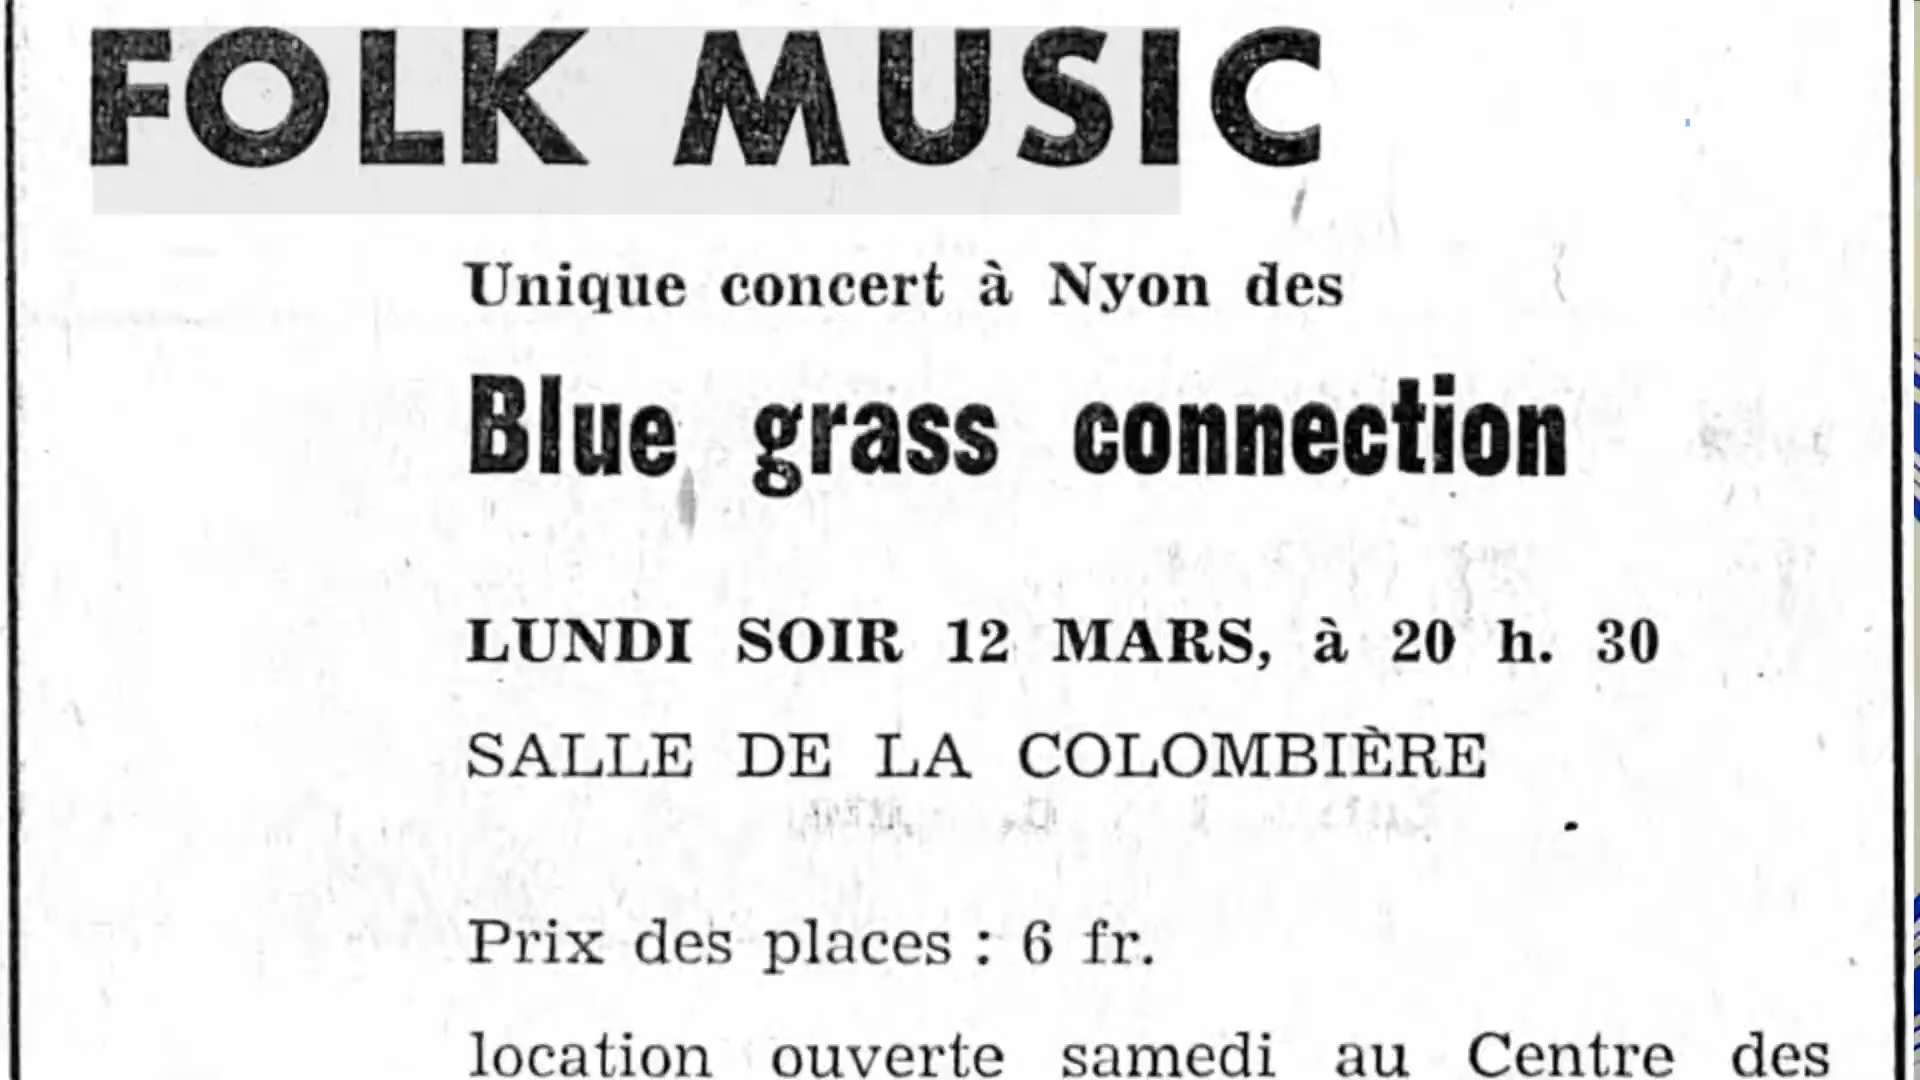 FOLK MUSIC
Unique concert à Nyon des
Blue grass connection
LUNDI SOIR 12 MARS, à 20 h. 30
SALLE DE LA COLOMBIÈRE
Prix des places : 6 fr.
location ouverte samedi au Centre des